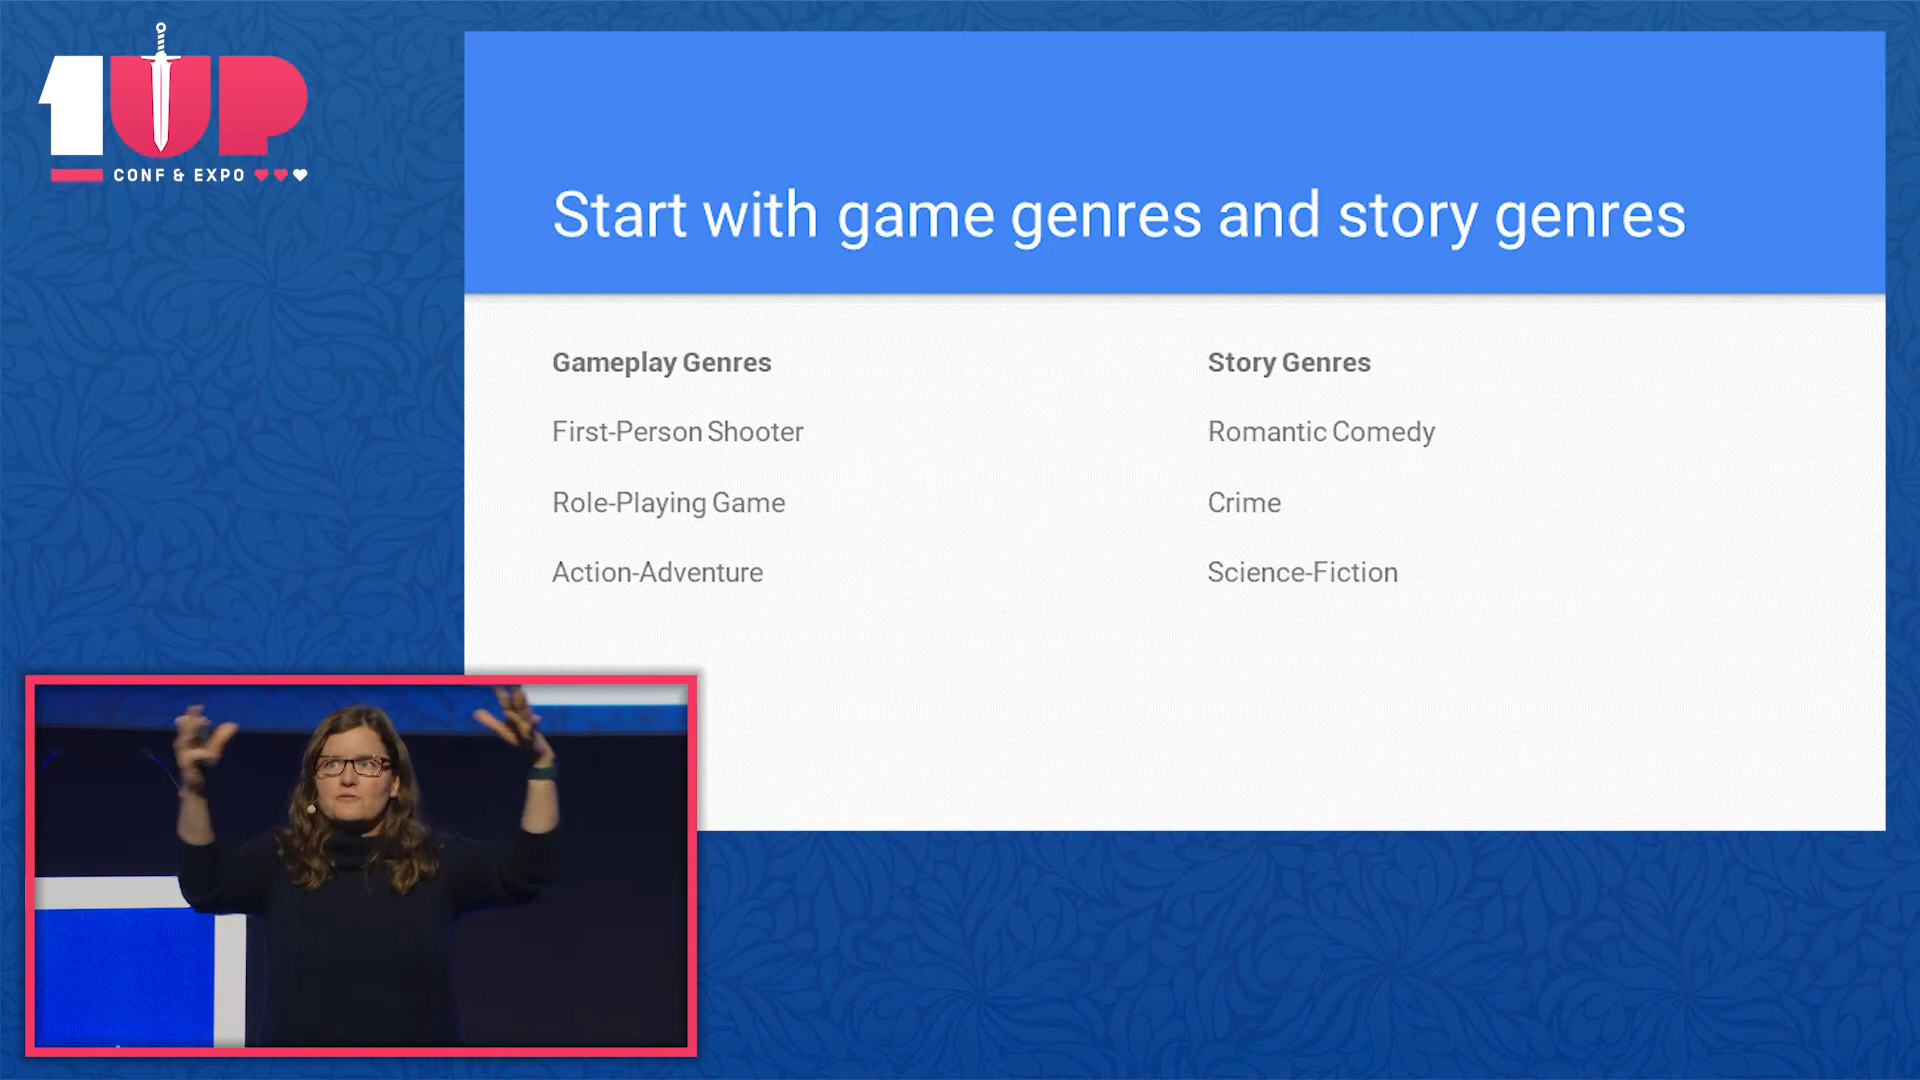 1UP
CONF & EXPO
Start with game genres and story genres
Gameplay Genres
First-Person Shooter
Role-Playing Game
Action-Adventure
Story Genres
Romantic Comedy
Crime
Science-Fiction